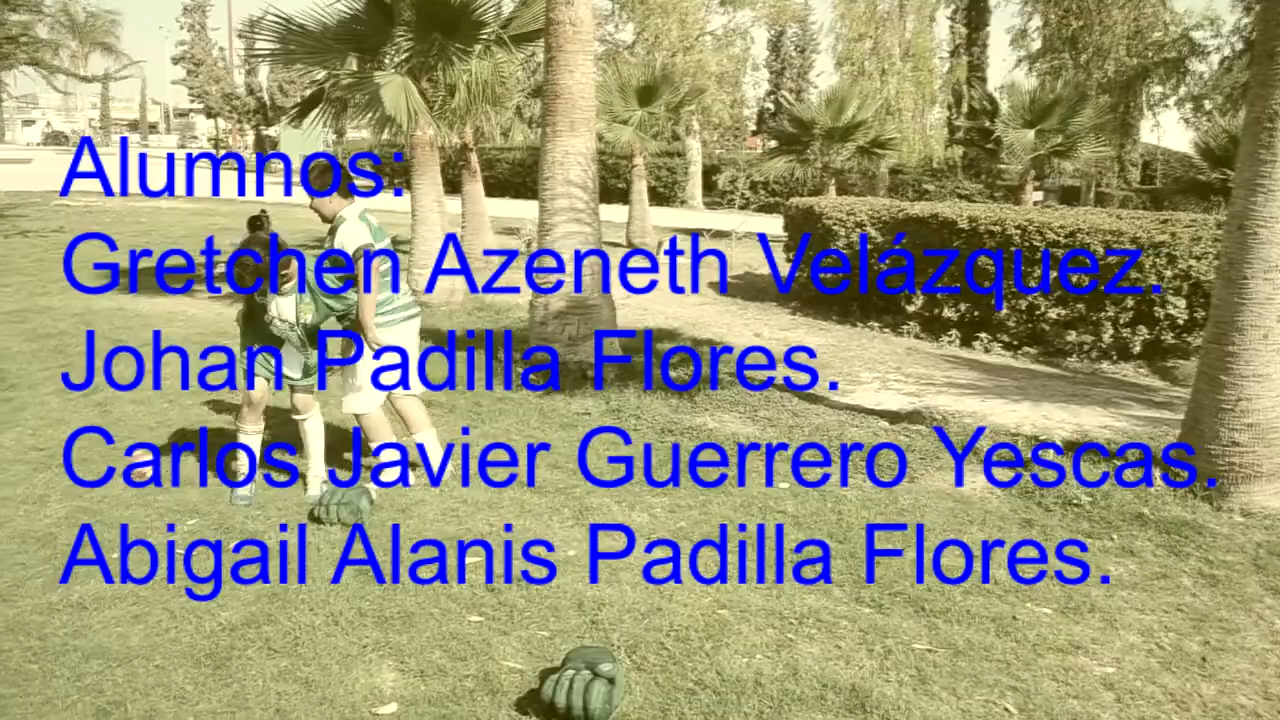 Alumnos:
Gretchen Azeneth Velázquez.
Johan Padilla Flores.
Carlos Javier Guerrero Yescas.
Abigail Alanis Padilla Flores.